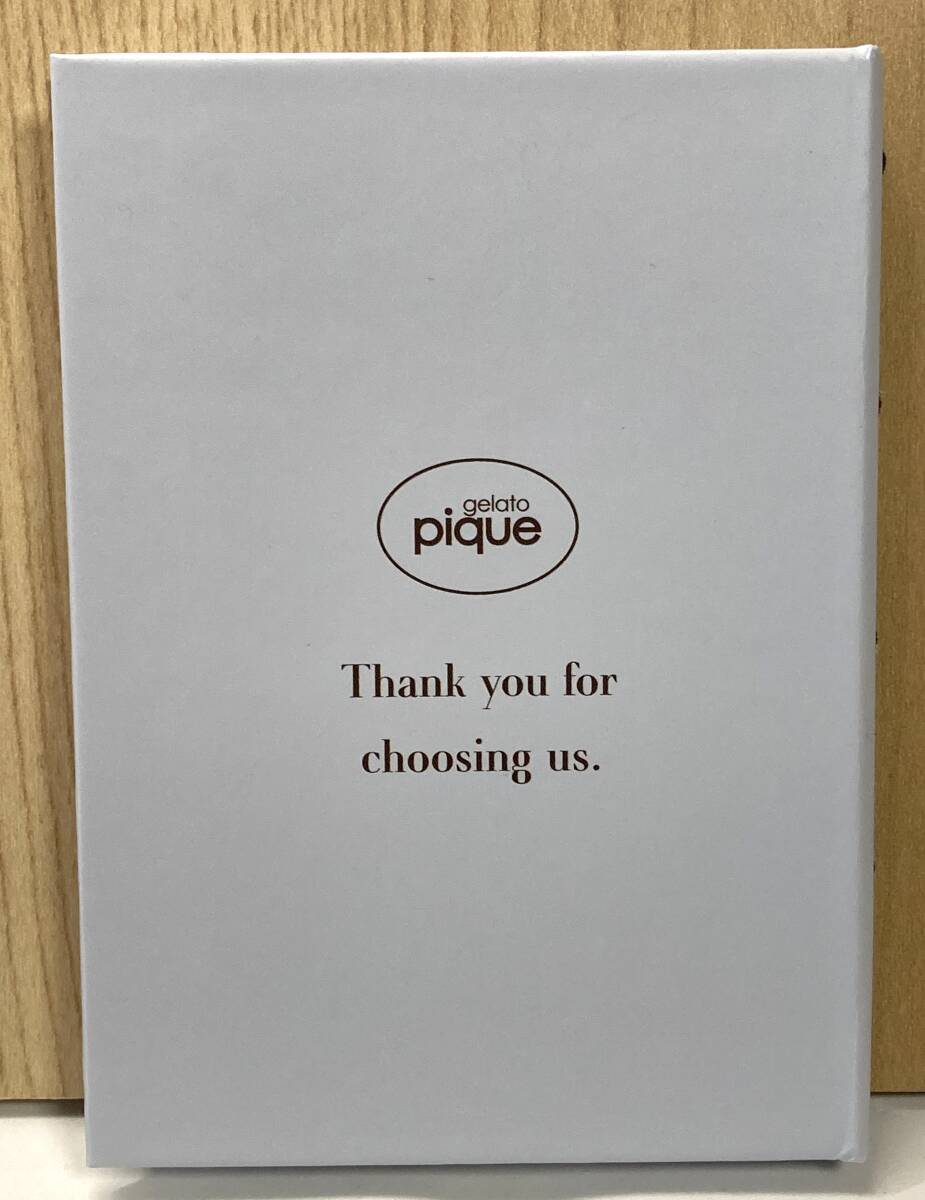 gelato
pique
Thank you for
choosing us.